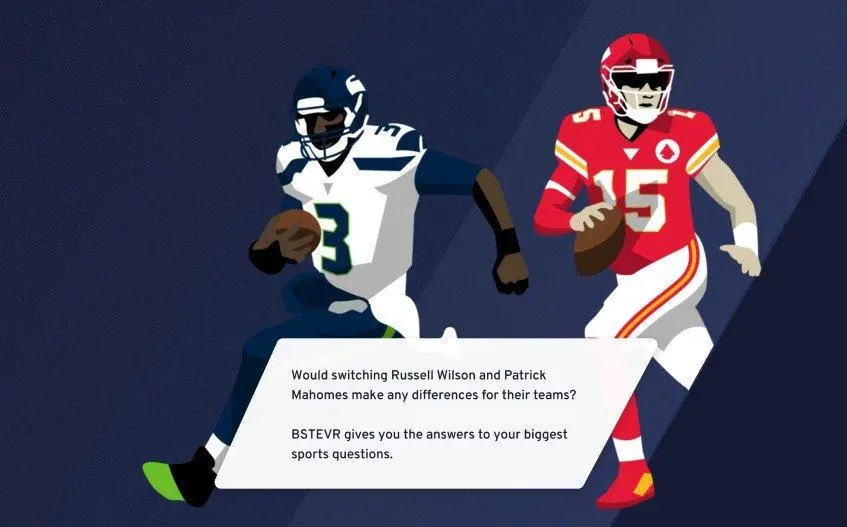 3
3
15
15
Would switching Russell Wilson and Patrick
Mahomes make any differences for their teams?
BSTEVR gives you the answers to your biggest
sports questions.